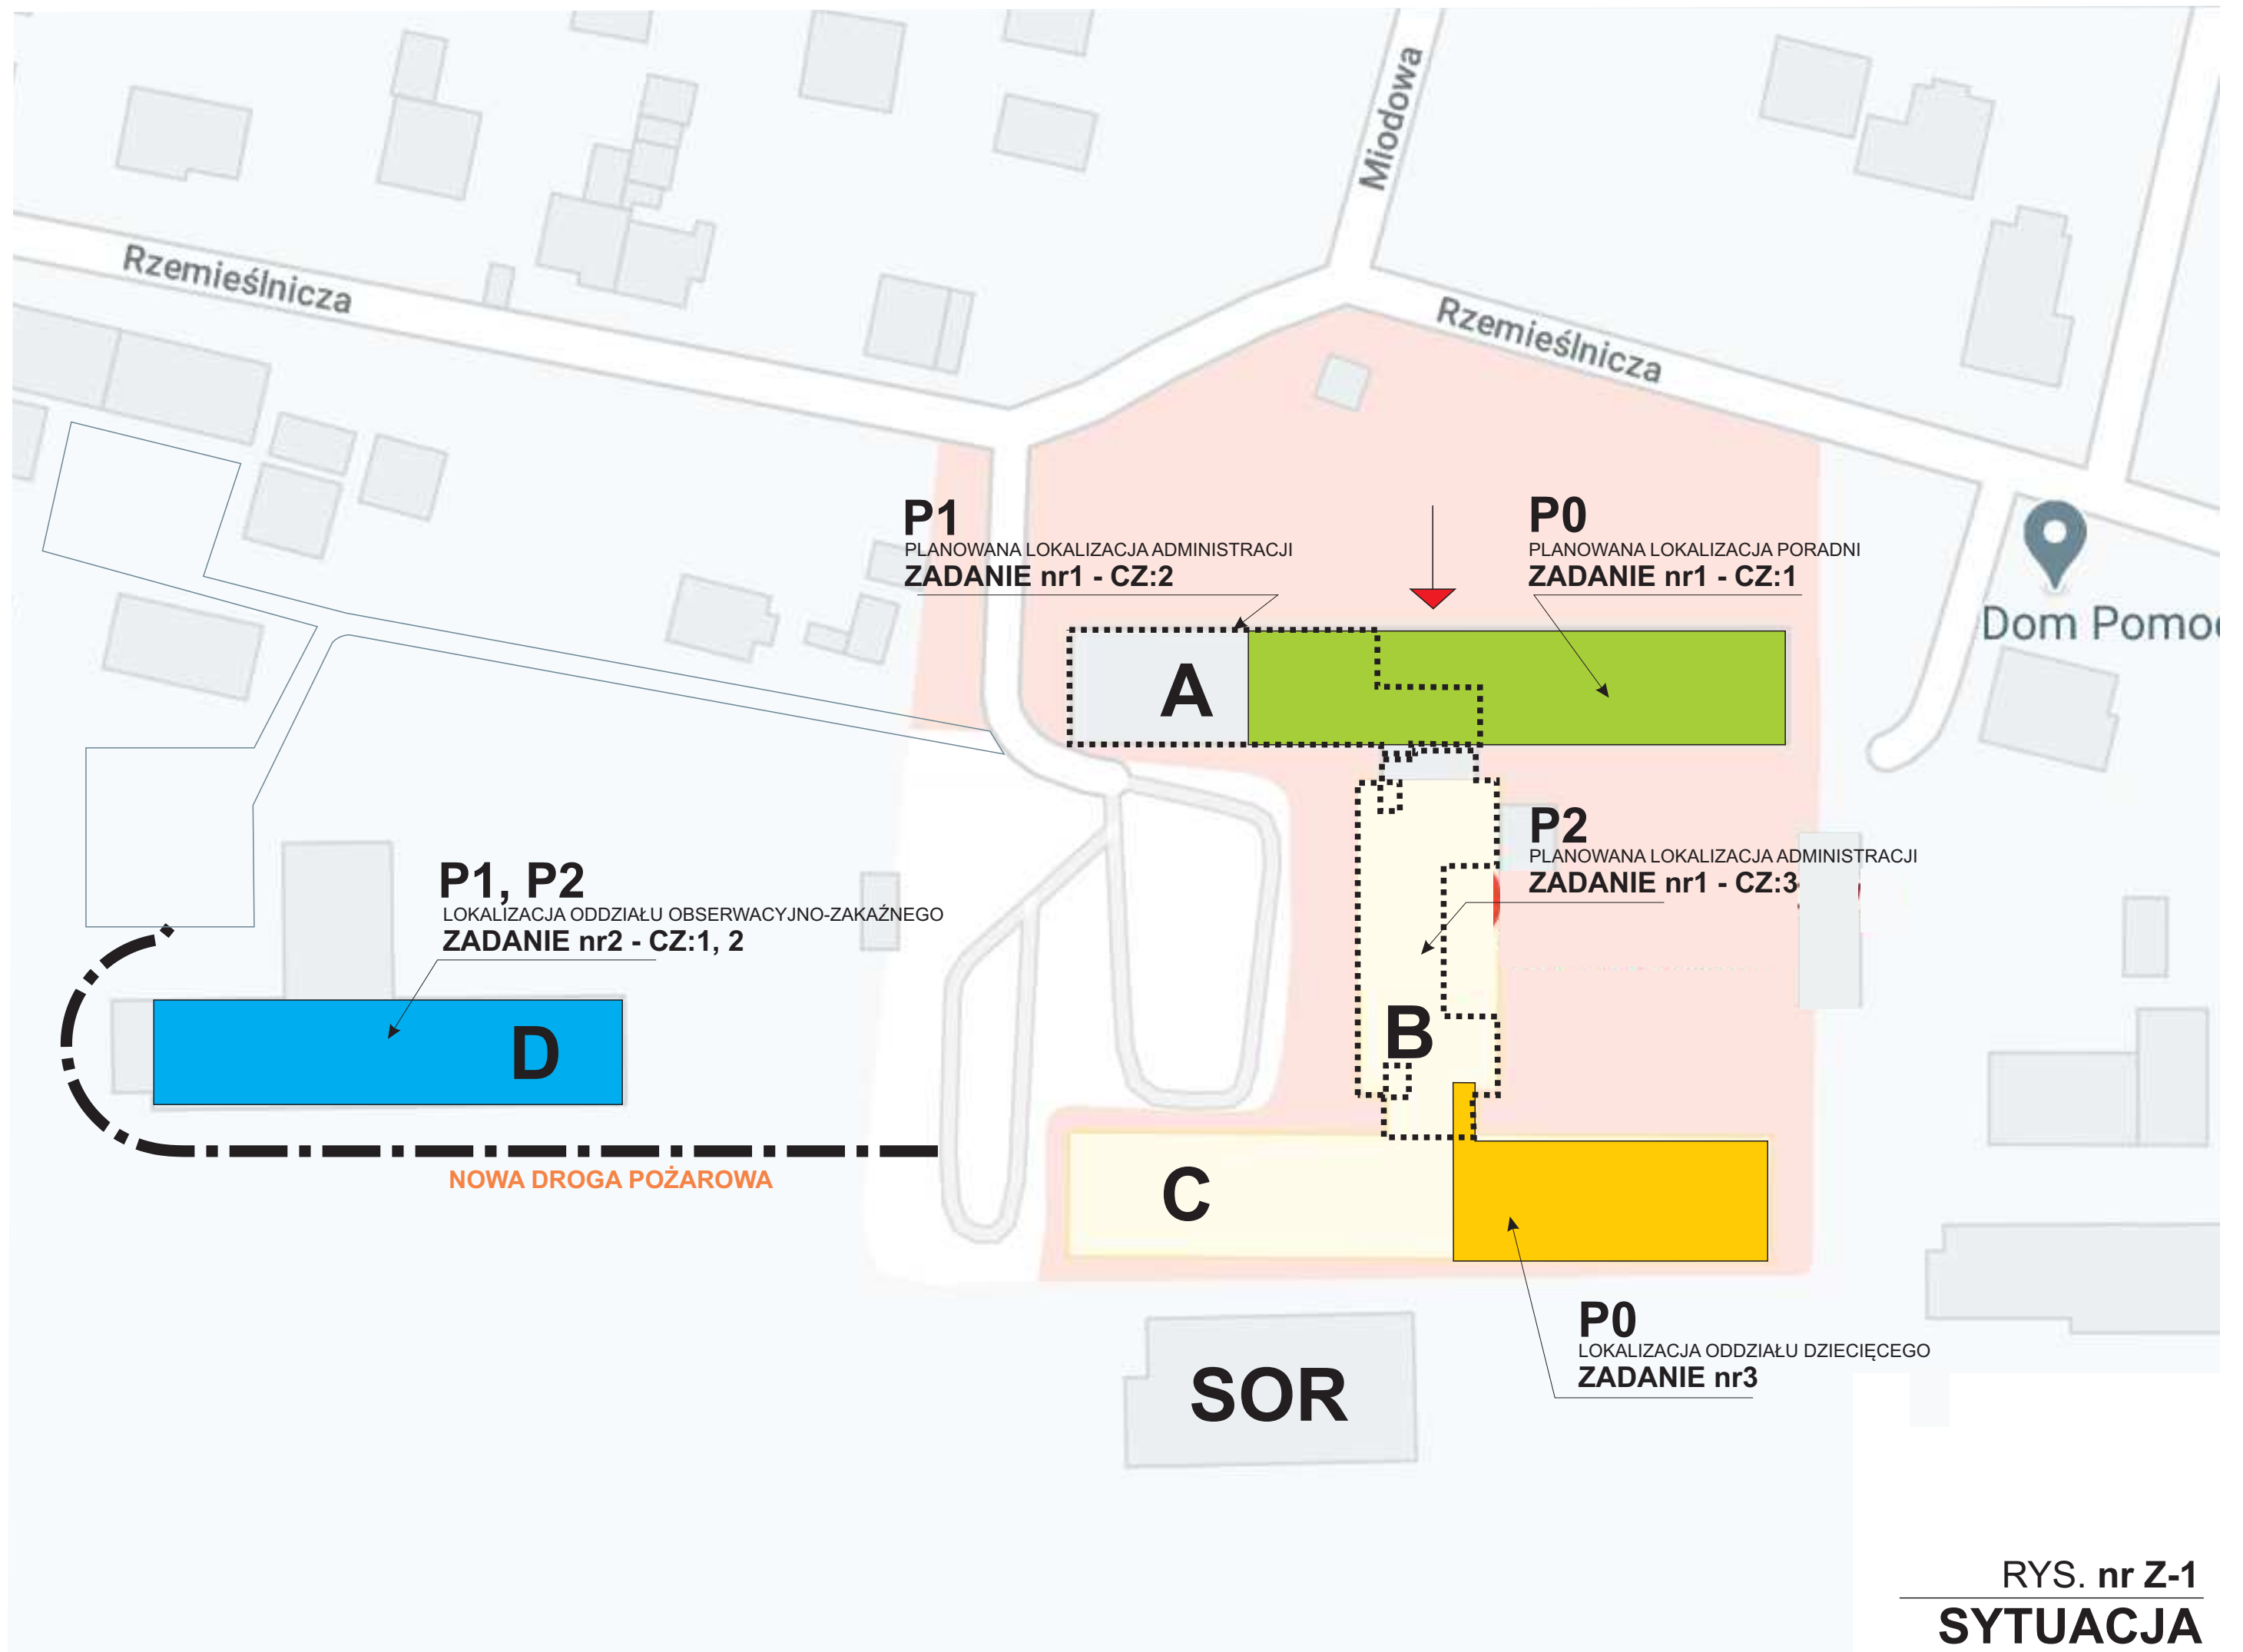 Miodowa
Rzemieślnicza
Rzemieślnicza
P1
PLANOWANA LOKALIZACJA ADMINISTRACJI
ZADANIE nr1 - CZ:2
P0
PLANOWANA LOKALIZACJA PORADNI
ZADANIE nr1 - CZ:1
Dom Pomoc
A
P2
PLANOWANA LOKALIZACJA ADMINISTRACJI
ZADANIE nr1 - CZ:3
P1, P2
LOKALIZACJA ODDZIAŁU OBSERWACYJNO-ZAKAŹNEGO
ZADANIE nr2 - CZ:1, 2
B
D
NOWA DROGA POŻAROWA
C
P0
LOKALIZACJA ODDZIAŁU DZIECIĘCEGO
ZADANIE nr3
SOR
RYS. nr Z-1
SYTUACJA